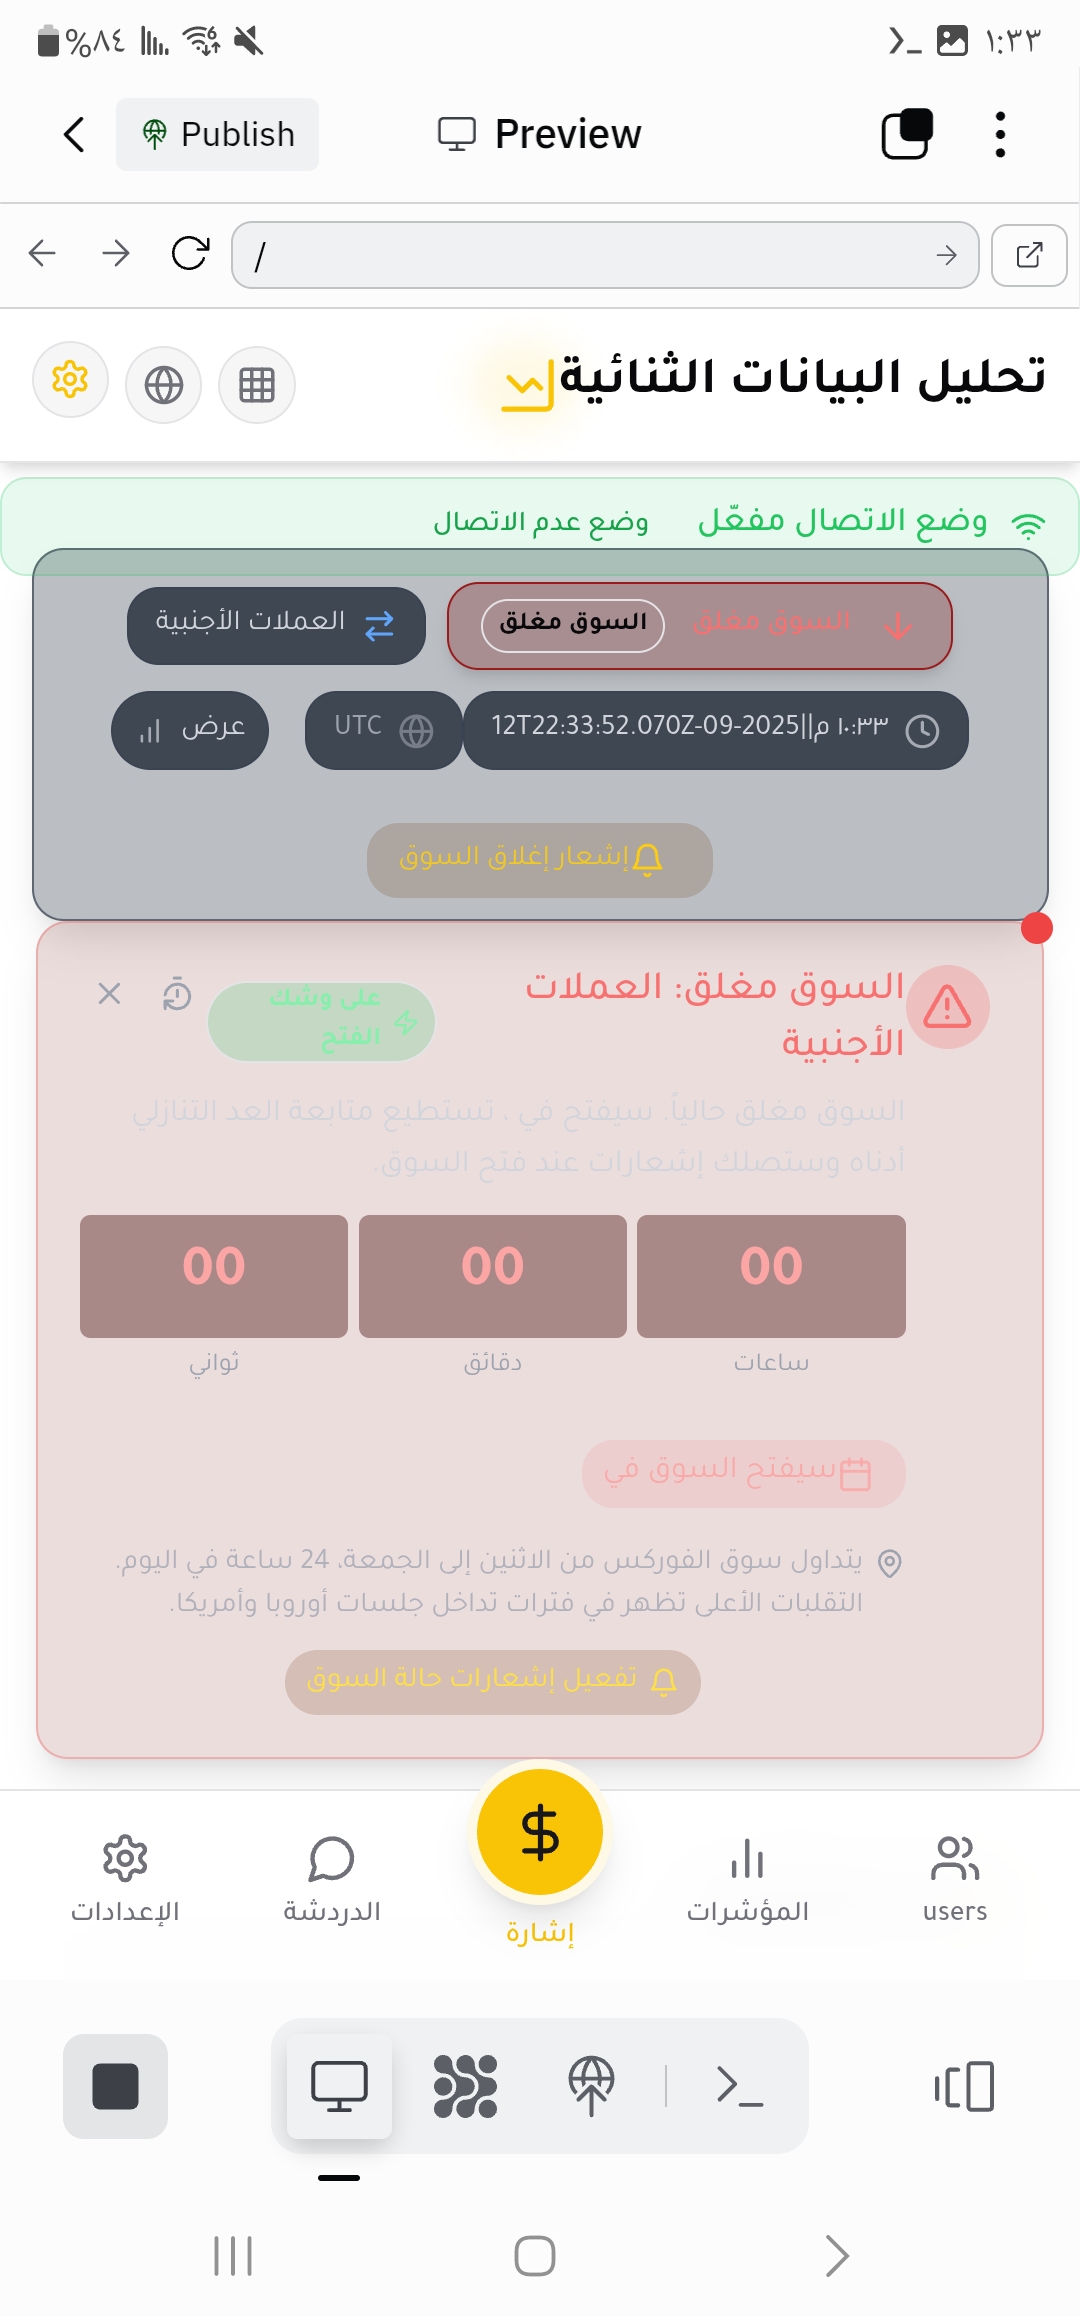 %٨٤ ١:٣٣
Publish Preview
/
تحليل البيانات الثنائية
وضع الاتصال مفعّل وضع عدم الاتصال
السوق مغلق السوق مغلق العملات الأجنبية
١٠:٣٣ م||12T22:33:52.070Z-09-2025 UTC عرض
إشعار إغلاق السوق
السوق مغلق: العملات
الأجنبية
على وشك
الفتح
السوق مغلق حالياً. سيفتح في . تستطيع متابعة العد التنازلي
أدناه وستصلك إشعارات عند فتح السوق.
00 00 00
ساعات دقائق ثواني
سيفتح السوق في
يتداول سوق الفوركس من الاثنين إلى الجمعة، 24 ساعة في اليوم.
التقلبات الأعلى تظهر في فترات تداخل جلسات أوروبا وأمريكا.
تفعيل إشعارات حالة السوق
users المؤشرات إشارة الدردشة الإعدادات